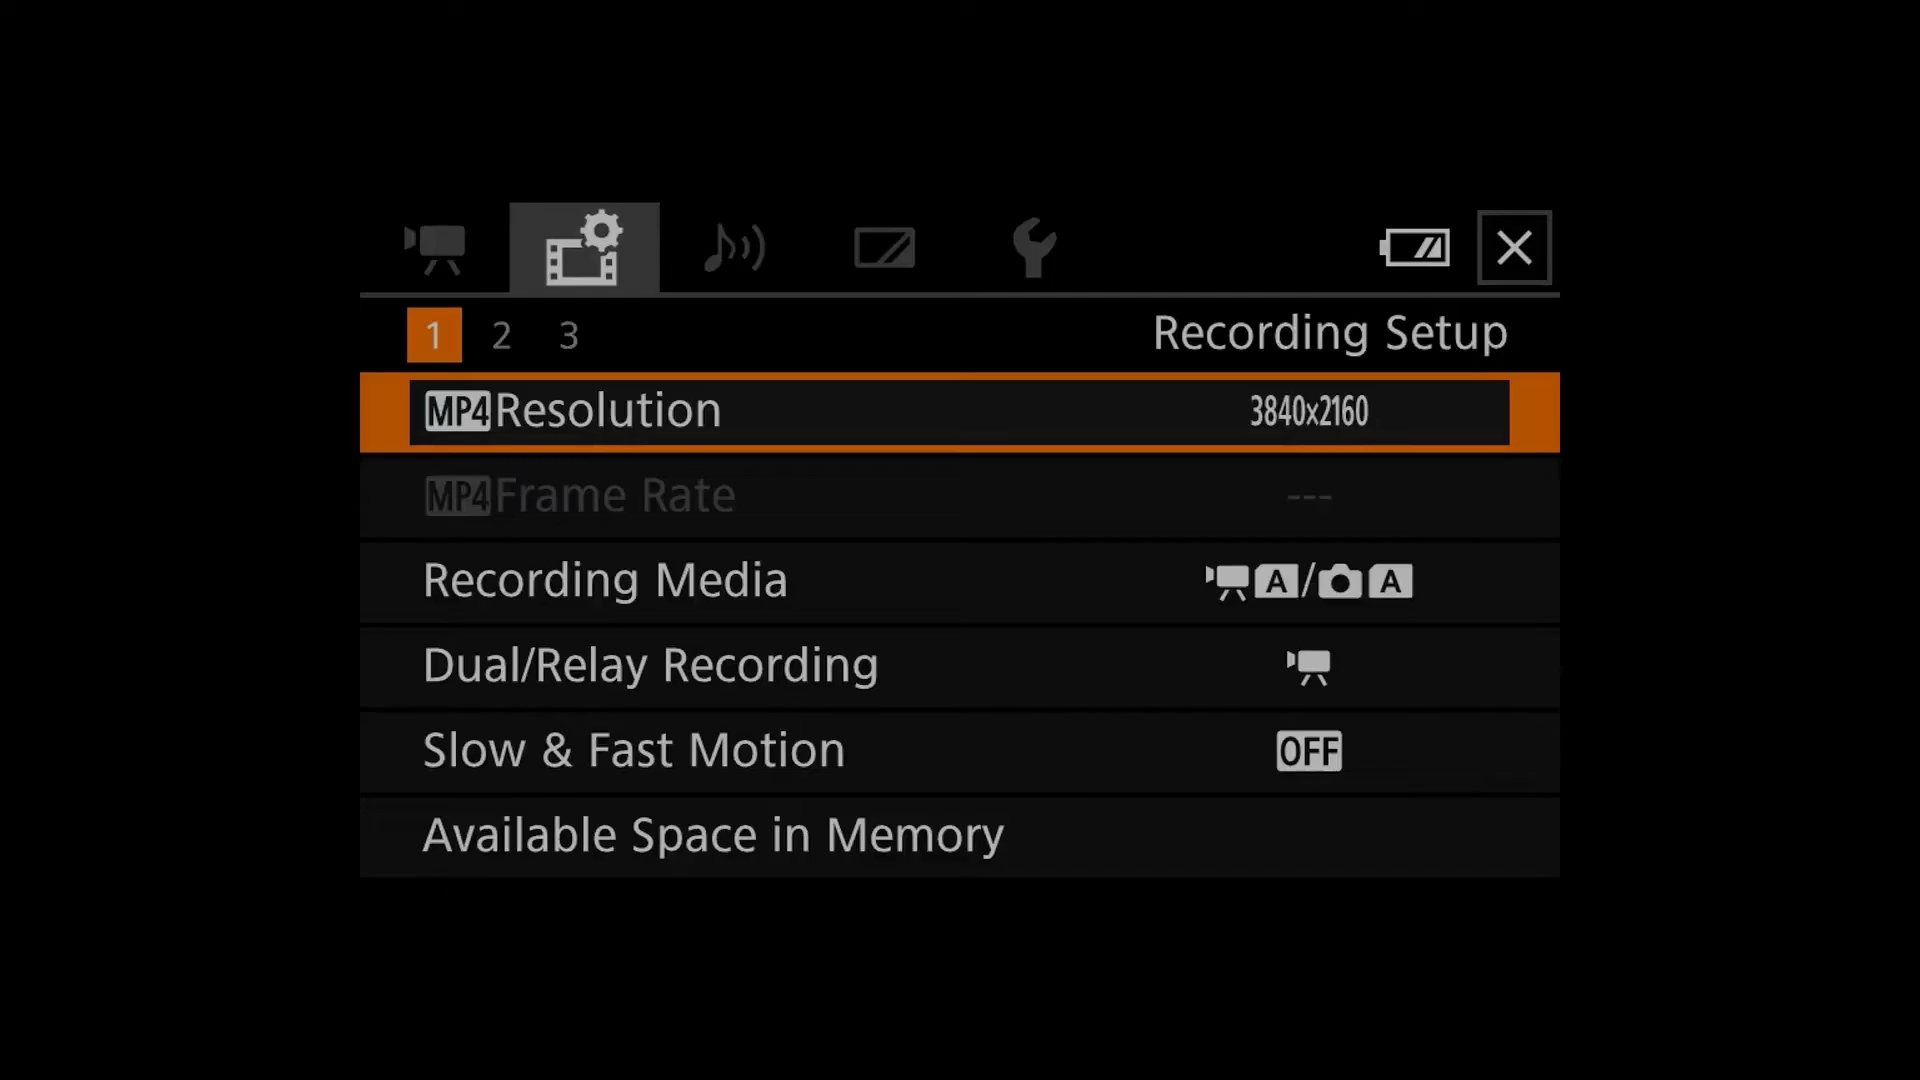 1 2 3 Recording Setup
MP4 Resolution 3840x2160
MP4 Frame Rate ---
Recording Media A / A
Dual/Relay Recording
Slow & Fast Motion OFF
Available Space in Memory